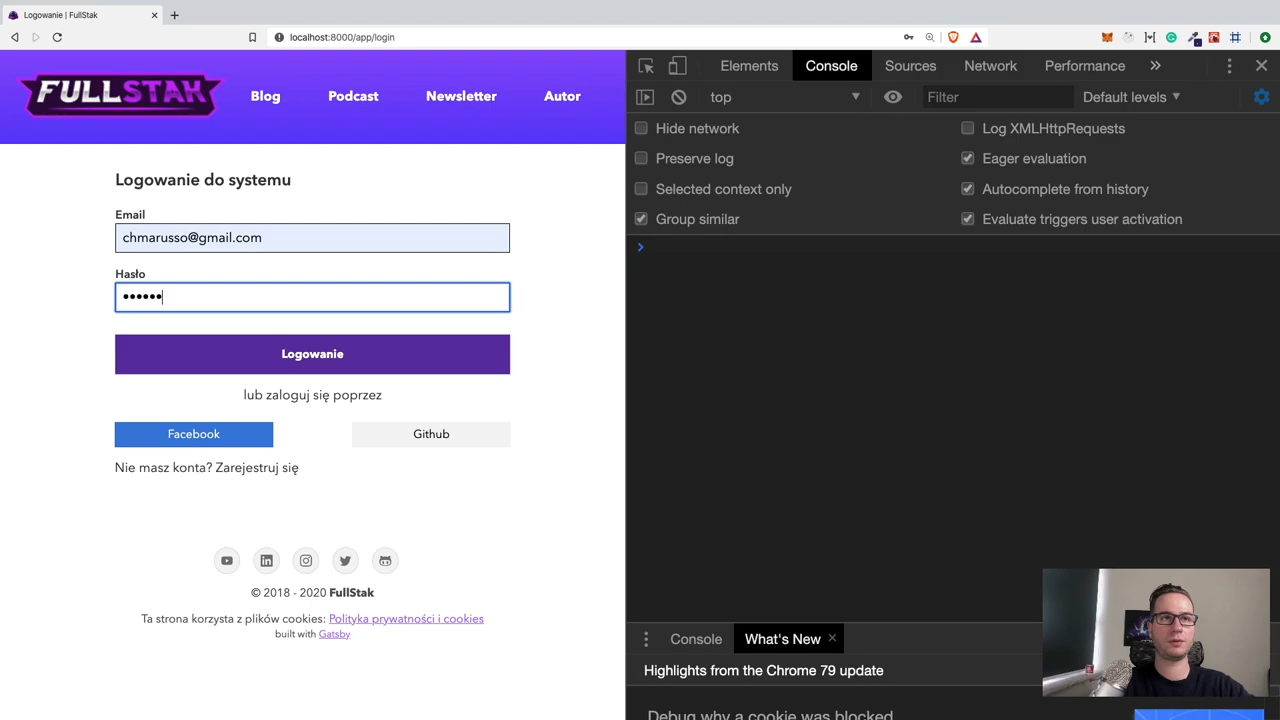 Logowanie | FullStak
localhost:8000/app/login
FULLSTAK
Blog
Podcast
Newsletter
Autor
Logowanie do systemu
Email
chmarusso@gmail.com
Hasło
••••••
Logowanie
lub zaloguj się poprzez
Facebook
Github
Nie masz konta? Zarejestruj się
© 2018 - 2020 FullStak
Ta strona korzysta z plików cookies: Polityka prywatności i cookies
built with Gatsby
Elements
Console
Sources
Network
Performance
top
Filter
Default levels
Hide network
Log XMLHttpRequests
Preserve log
Eager evaluation
Selected context only
Autocomplete from history
Group similar
Evaluate triggers user activation
Console
What's New
Highlights from the Chrome 79 update
Debug why a cookie was blocked